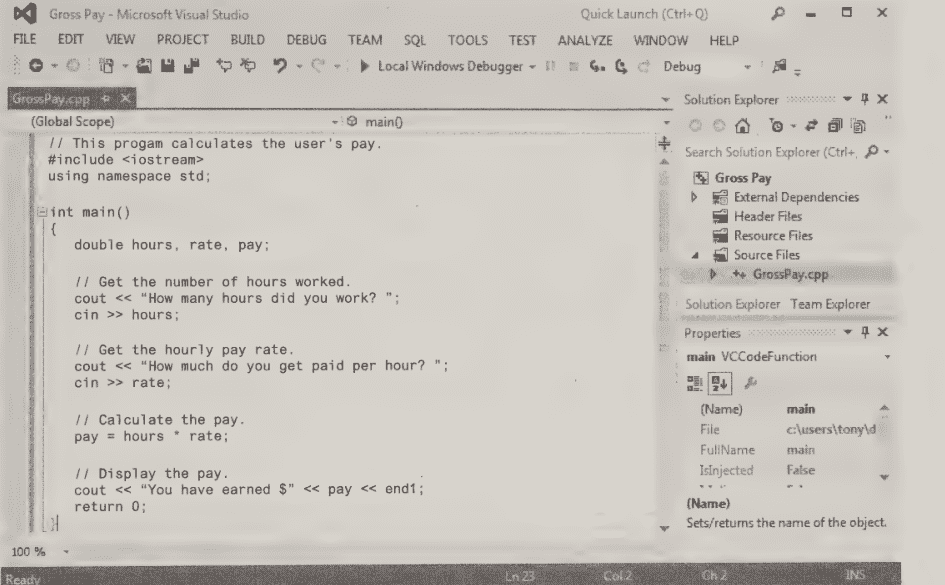 Gross Pay - Microsoft Visual Studio
Quick Launch (Ctrl+Q)
FILE EDIT VIEW PROJECT BUILD DEBUG TEAM SQL TOOLS TEST ANALYZE WINDOW HELP
Local Windows Debugger
Debug
GrossPay.cpp
(Global Scope)
main()
// This progam calculates the user's pay.
#include <iostream>
using namespace std;
int main()
{
double hours, rate, pay;
// Get the number of hours worked.
cout << “How many hours did you work? ”;
cin >> hours;
// Get the hourly pay rate.
cout << “How much do you get paid per hour? ”;
cin >> rate;
// Calculate the pay.
pay = hours * rate;
// Display the pay.
cout << “You have earned $” << pay << end1;
return 0;
}
100 %
Solution Explorer
Search Solution Explorer (Ctrl+,
Gross Pay
External Dependencies
Header Files
Resource Files
Source Files
GrossPay.cpp
Solution Explorer Team Explorer
Properties
main VCCodeFunction
(Name) main
File c:\users\tony\d
FullName main
IsInjected False
(Name)
Sets/returns the name of the object.
Ready Ln 23 Col 2 Ch 2 INS